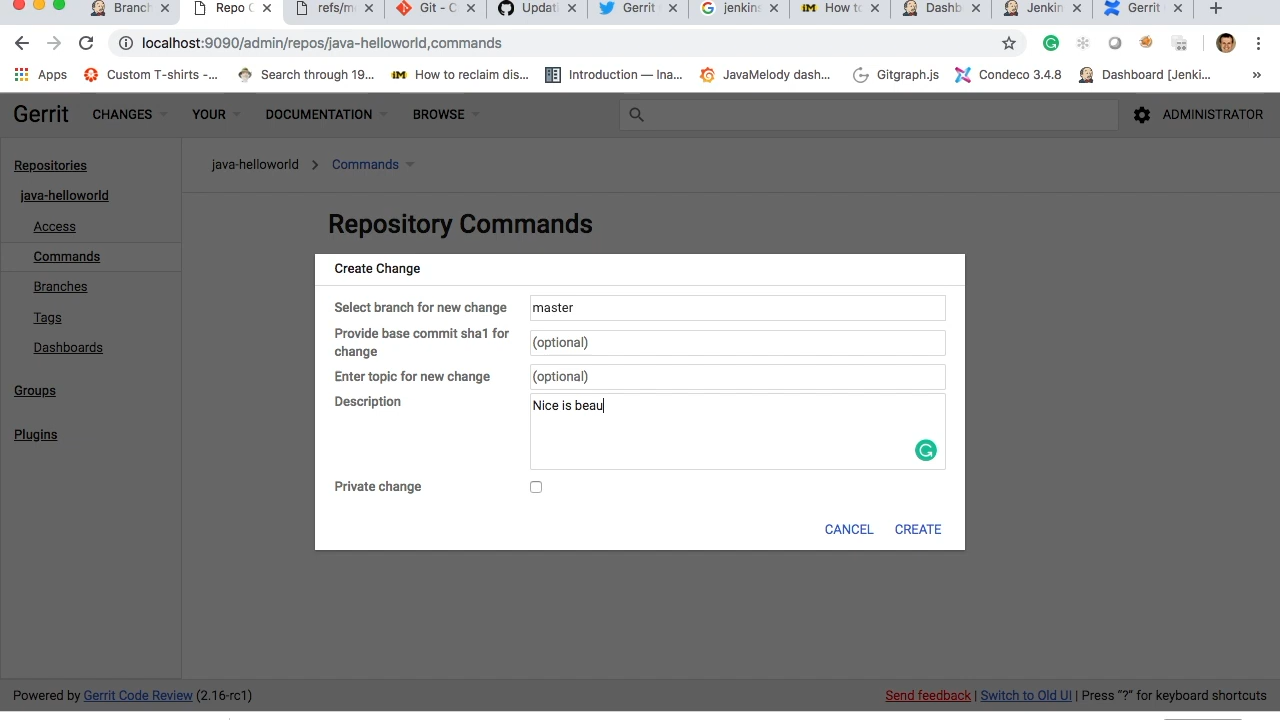 Branch
Repo C
refs/m
Git - C
Updati
Gerrit
jenkins
How to
Dashb
Jenkin
Gerrit
localhost:9090/admin/repos/java-helloworld,commands
Apps
Custom T-shirts -...
Search through 19...
How to reclaim dis...
Introduction — Ina...
JavaMelody dash...
Gitgraph.js
Condeco 3.4.8
Dashboard [Jenki...
»
Gerrit
CHANGES
YOUR
DOCUMENTATION
BROWSE
ADMINISTRATOR
Repositories
java-helloworld
Access
Commands
Branches
Tags
Dashboards
Groups
Plugins
java-helloworld > Commands
Repository Commands
Create Change
Select branch for new change
master
Provide base commit sha1 for
change
(optional)
Enter topic for new change
(optional)
Description
Nice is beau
Private change
CANCEL
CREATE
Powered by Gerrit Code Review (2.16-rc1)
Send feedback | Switch to Old UI | Press “?” for keyboard shortcuts